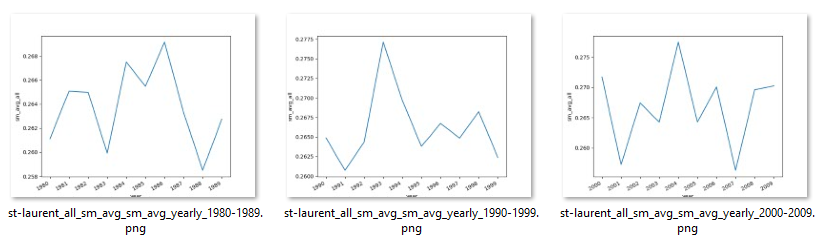 0.268
0.266
0.264
0.262
0.260
0.258
sm_avg_all
1980 1981 1982 1983 1984 1985 1986 1987 1988 1989
year
st-laurent_all_sm_avg_sm_avg_yearly_1980-1989.
png
0.2775
0.2750
0.2725
0.2700
0.2675
0.2650
0.2625
0.2600
sm_avg_all
1990 1991 1992 1993 1994 1995 1996 1997 1998 1999
year
st-laurent_all_sm_avg_sm_avg_yearly_1990-1999.
png
0.275
0.270
0.265
0.260
sm_avg_all
2000 2001 2002 2003 2004 2005 2006 2007 2008 2009
year
st-laurent_all_sm_avg_sm_avg_yearly_2000-2009.
png